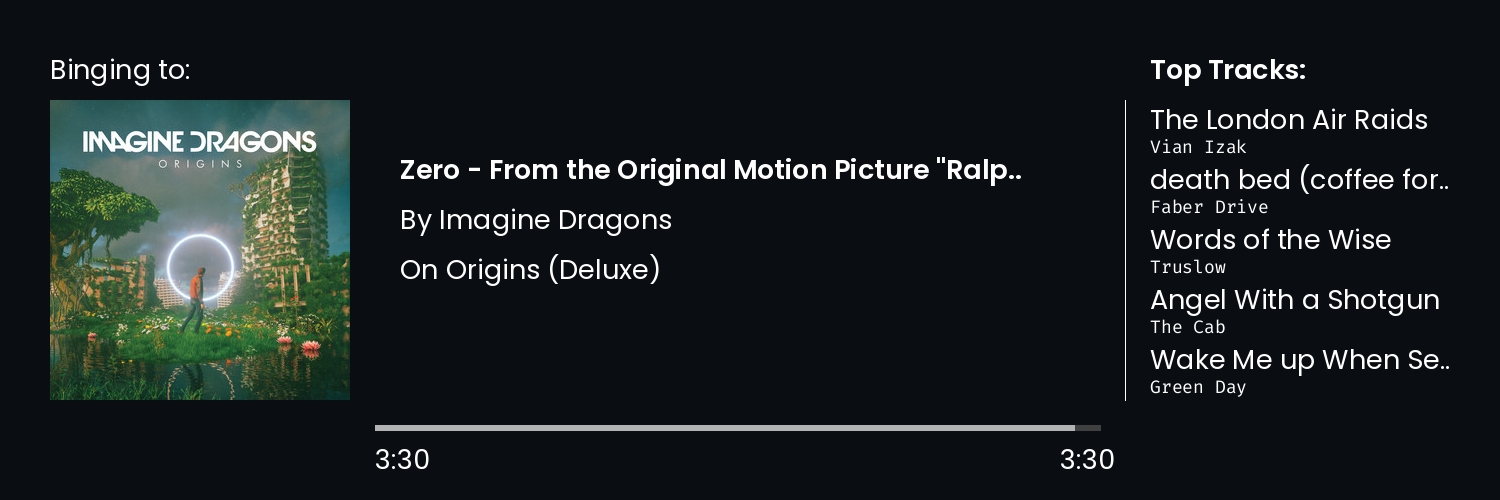 Binging to:
IMAGINE DRAGONS
ORIGINS
Zero - From the Original Motion Picture "Ralp..
By Imagine Dragons
On Origins (Deluxe)
3:30
3:30
Top Tracks:
The London Air Raids
Vian Izak
death bed (coffee for..
Faber Drive
Words of the Wise
Truslow
Angel With a Shotgun
The Cab
Wake Me up When Se..
Green Day